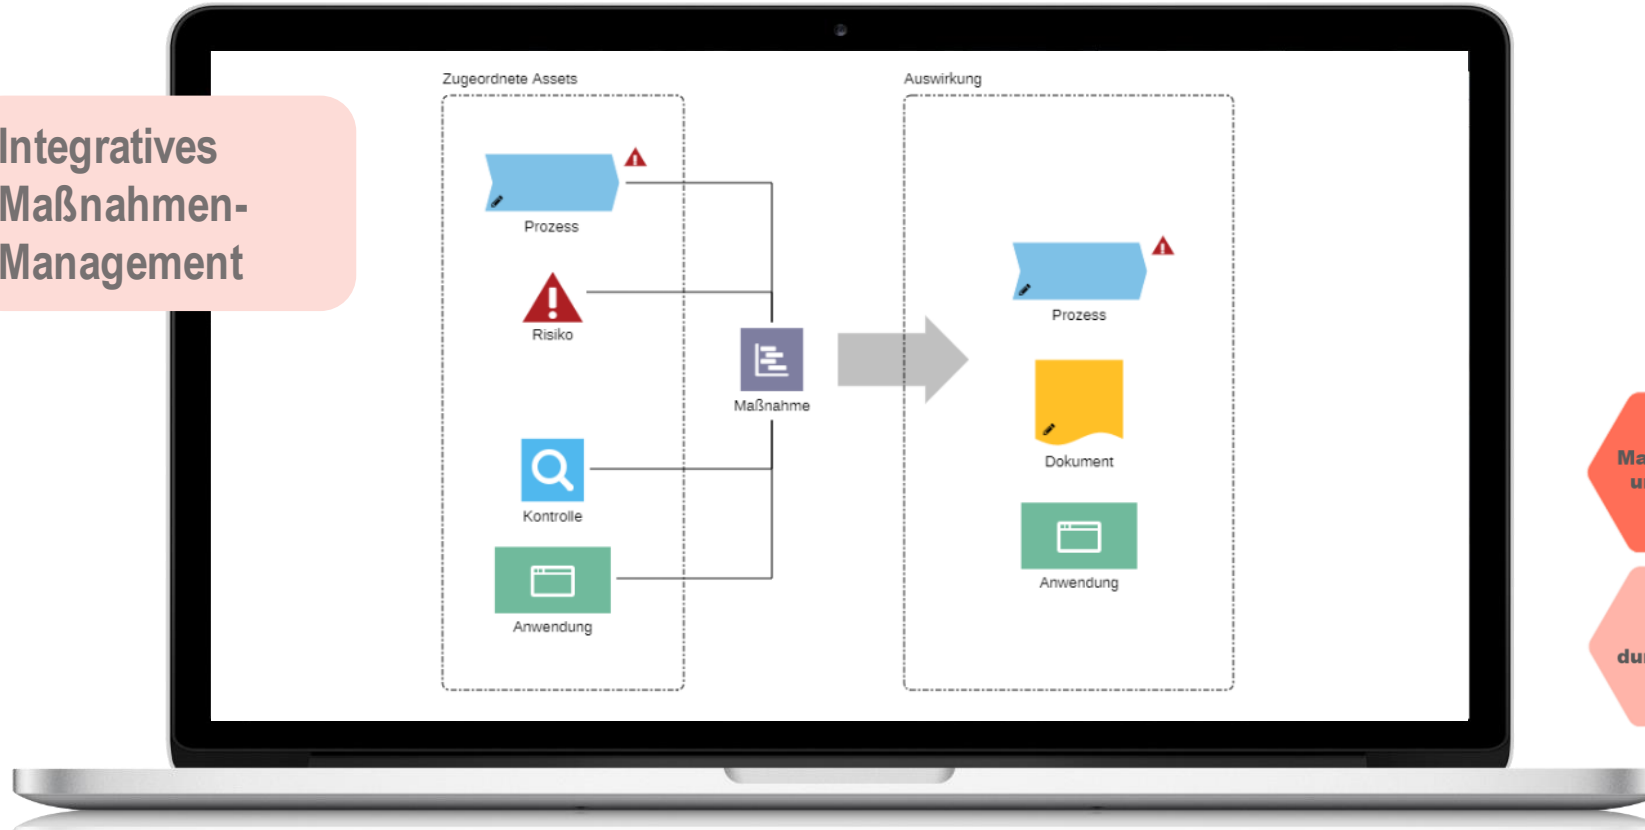 Integratives
Maßnahmen-
Management
Zugeordnete Assets
Prozess
Risiko
Kontrolle
Anwendung
Maßnahme
Auswirkung
Prozess
Dokument
Anwendung